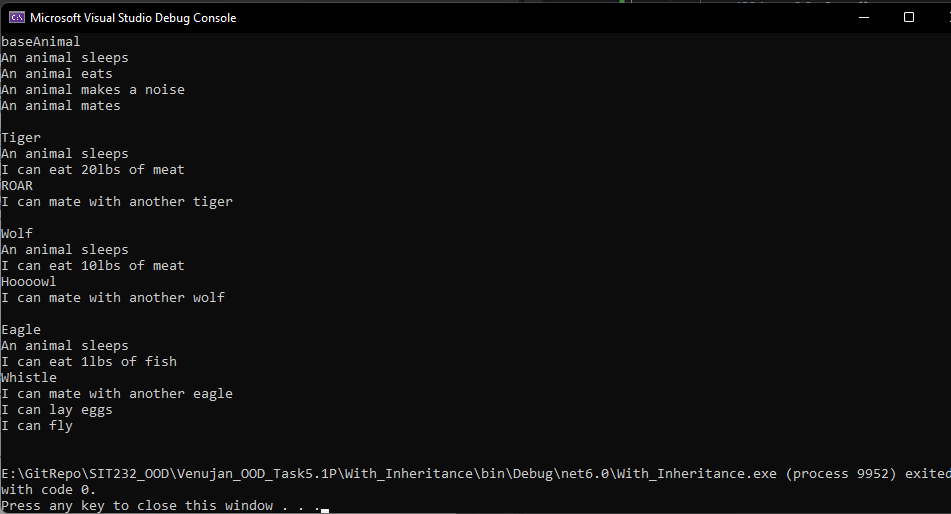 Microsoft Visual Studio Debug Console
baseAnimal
An animal sleeps
An animal eats
An animal makes a noise
An animal mates
Tiger
An animal sleeps
I can eat 20lbs of meat
ROAR
I can mate with another tiger
Wolf
An animal sleeps
I can eat 10lbs of meat
Hoooowl
I can mate with another wolf
Eagle
An animal sleeps
I can eat 1lbs of fish
Whistle
I can mate with another eagle
I can lay eggs
I can fly
E:\GitRepo\SIT232_OOD\Venujan_OOD_Task5.1P\With_Inheritance\bin\Debug\net6.0\With_Inheritance.exe (process 9952) exited
with code 0.
Press any key to close this window . . .